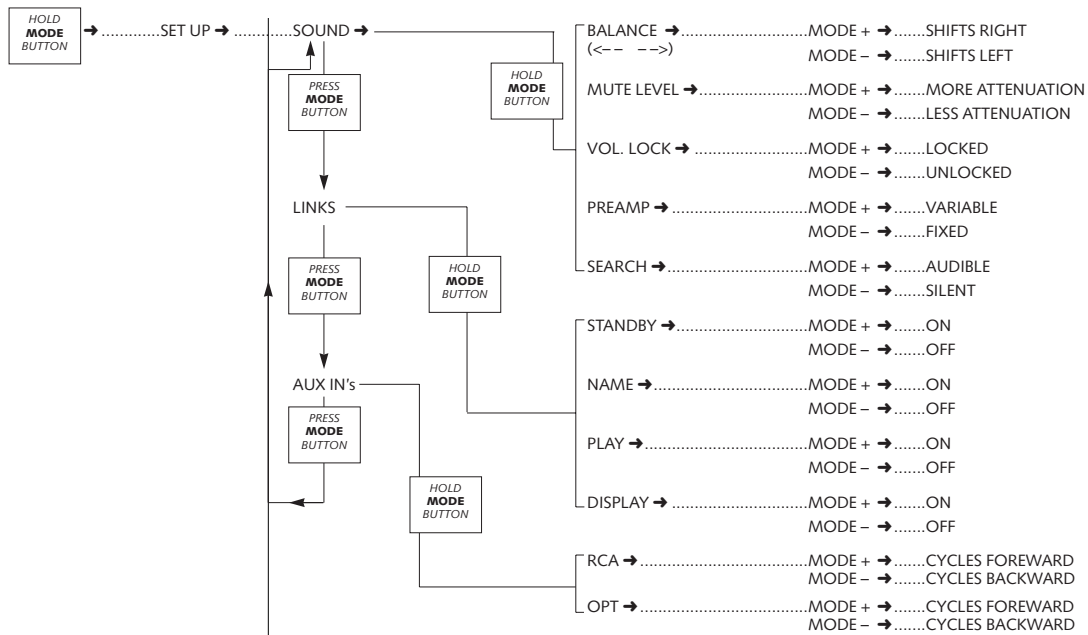 HOLD
MODE
BUTTON
➔ ..............SET UP ➔ ...............SOUND ➔
PRESS
MODE
BUTTON
LINKS
PRESS
MODE
BUTTON
AUX IN's
PRESS
MODE
BUTTON
HOLD
MODE
BUTTON
BALANCE ➔ ................................MODE + ➔ .......SHIFTS RIGHT
(<– –   – –>)
MODE – ➔ .......SHIFTS LEFT
MUTE LEVEL ➔ ...........................MODE + ➔ .......MORE ATTENUATION
MODE – ➔ .......LESS ATTENUATION
VOL. LOCK ➔ .............................MODE + ➔ .......LOCKED
MODE – ➔ .......UNLOCKED
PREAMP ➔ .................................MODE + ➔ .......VARIABLE
MODE – ➔ .......FIXED
SEARCH ➔ ..................................MODE + ➔ .......AUDIBLE
MODE – ➔ .......SILENT
HOLD
MODE
BUTTON
STANDBY ➔ ................................MODE + ➔ .......ON
MODE – ➔ .......OFF
NAME ➔ .....................................MODE + ➔ .......ON
MODE – ➔ .......OFF
PLAY ➔ .......................................MODE + ➔ .......ON
MODE – ➔ .......OFF
DISPLAY ➔ .................................MODE + ➔ .......ON
MODE – ➔ .......OFF
HOLD
MODE
BUTTON
RCA ➔ ........................................MODE + ➔ .......CYCLES FOREWARD
MODE – ➔ .......CYCLES BACKWARD
OPT ➔ ........................................MODE + ➔ .......CYCLES FOREWARD
MODE – ➔ .......CYCLES BACKWARD